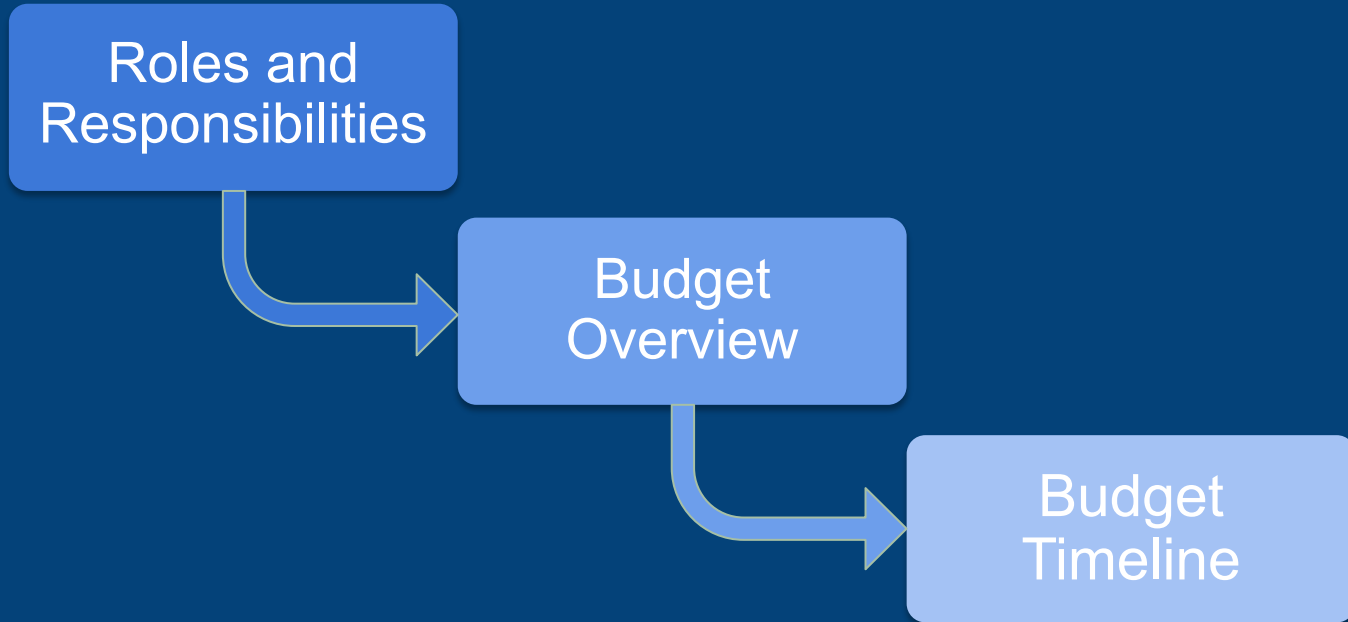 Roles and
Responsibilities
Budget
Overview
Budget
Timeline